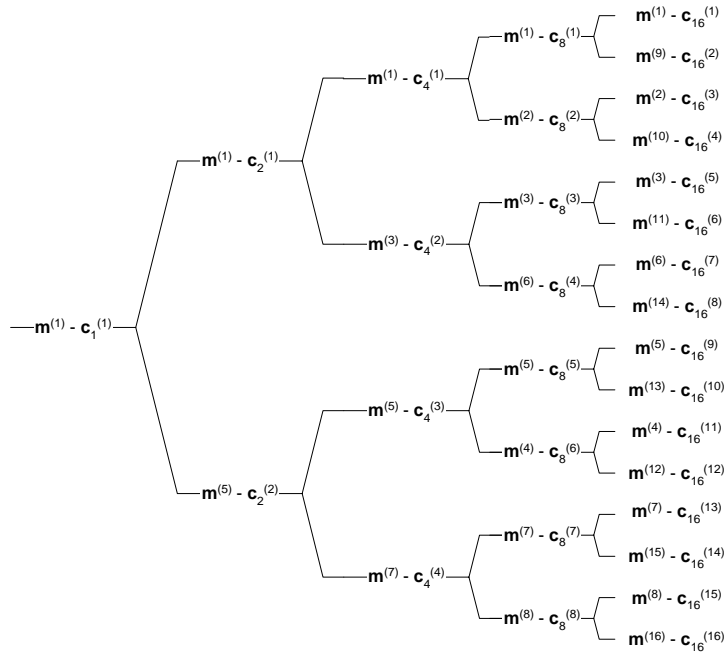 m(1) - c16(1)
m(1) - c8(1)
m(9) - c16(2)
m(1) - c4(1)
m(2) - c16(3)
m(2) - c8(2)
m(10) - c16(4)
m(1) - c2(1)
m(3) - c16(5)
m(3) - c8(3)
m(11) - c16(6)
m(3) - c4(2)
m(6) - c16(7)
m(6) - c8(4)
m(14) - c16(8)
m(1) - c1(1)
m(5) - c16(9)
m(5) - c8(5)
m(13) - c16(10)
m(5) - c4(3)
m(4) - c16(11)
m(4) - c8(6)
m(12) - c16(12)
m(5) - c2(2)
m(7) - c16(13)
m(7) - c8(7)
m(15) - c16(14)
m(7) - c4(4)
m(8) - c16(15)
m(8) - c8(8)
m(16) - c16(16)